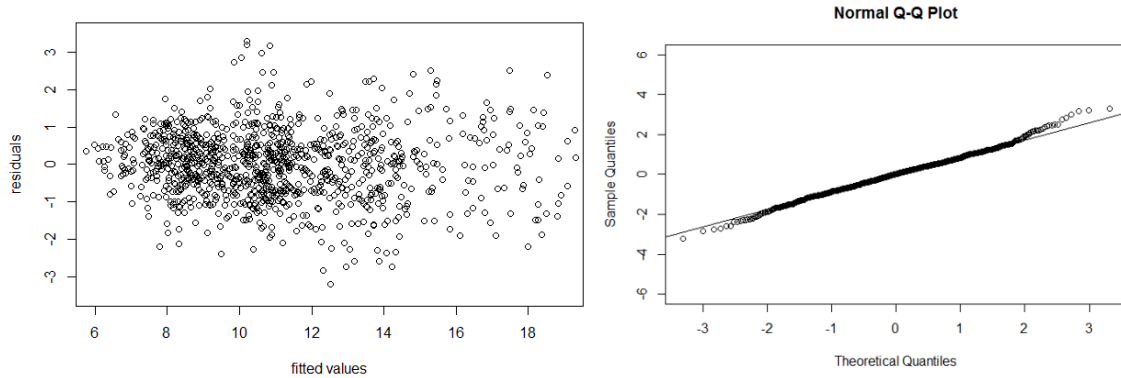 residuals
3
2
1
0
-1
-2
-3
6 8 10 12 14 16 18
fitted values
Normal Q-Q Plot
Sample Quantiles
6
4
2
0
-2
-4
-6
-3 -2 -1 0 1 2 3
Theoretical Quantiles